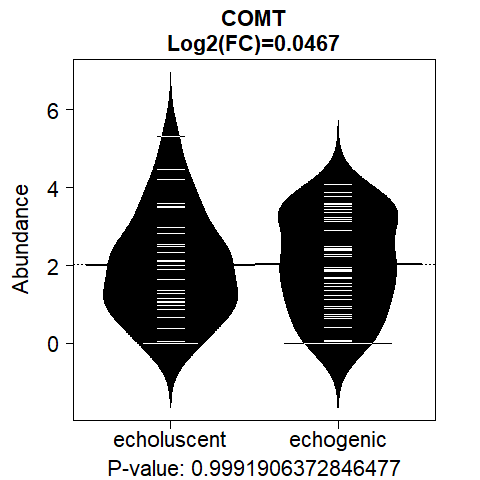 COMT
Log2(FC)=0.0467
Abundance
6
4
2
0
echoluscent echogenic
P-value: 0.9991906372846477